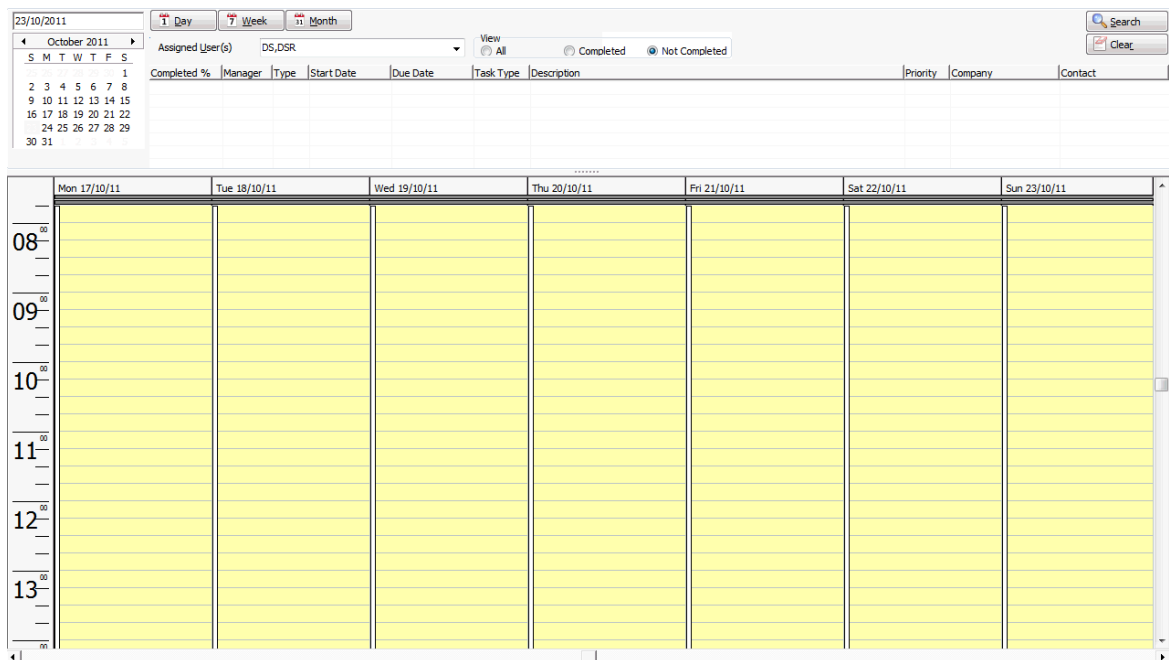 23/10/2011
1 Day 7 Week 31 Month
Search
October 2011
Assigned User(s) DS,DSR
View
All Completed Not Completed
Clear
S M T W T F S
1
2 3 4 5 6 7 8
9 10 11 12 13 14 15
16 17 18 19 20 21 22
24 25 26 27 28 29
30 31
Completed % Manager Type Start Date Due Date Task Type Description Priority Company Contact
Mon 17/10/11 Tue 18/10/11 Wed 19/10/11 Thu 20/10/11 Fri 21/10/11 Sat 22/10/11 Sun 23/10/11
08 00
09 00
10 00
11 00
12 00
13 00
00